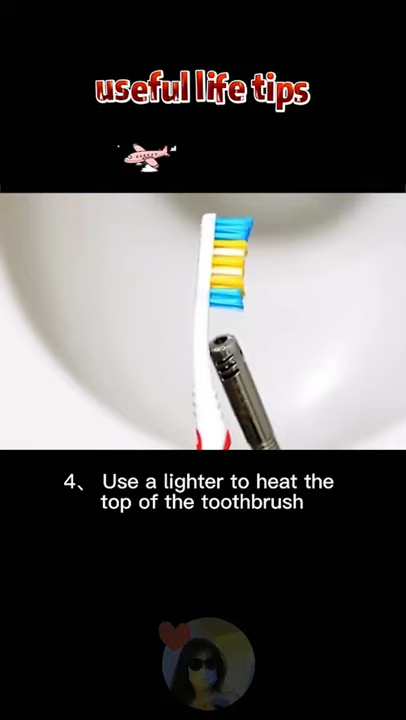 useful life tips
4、 Use a lighter to heat the
top of the toothbrush